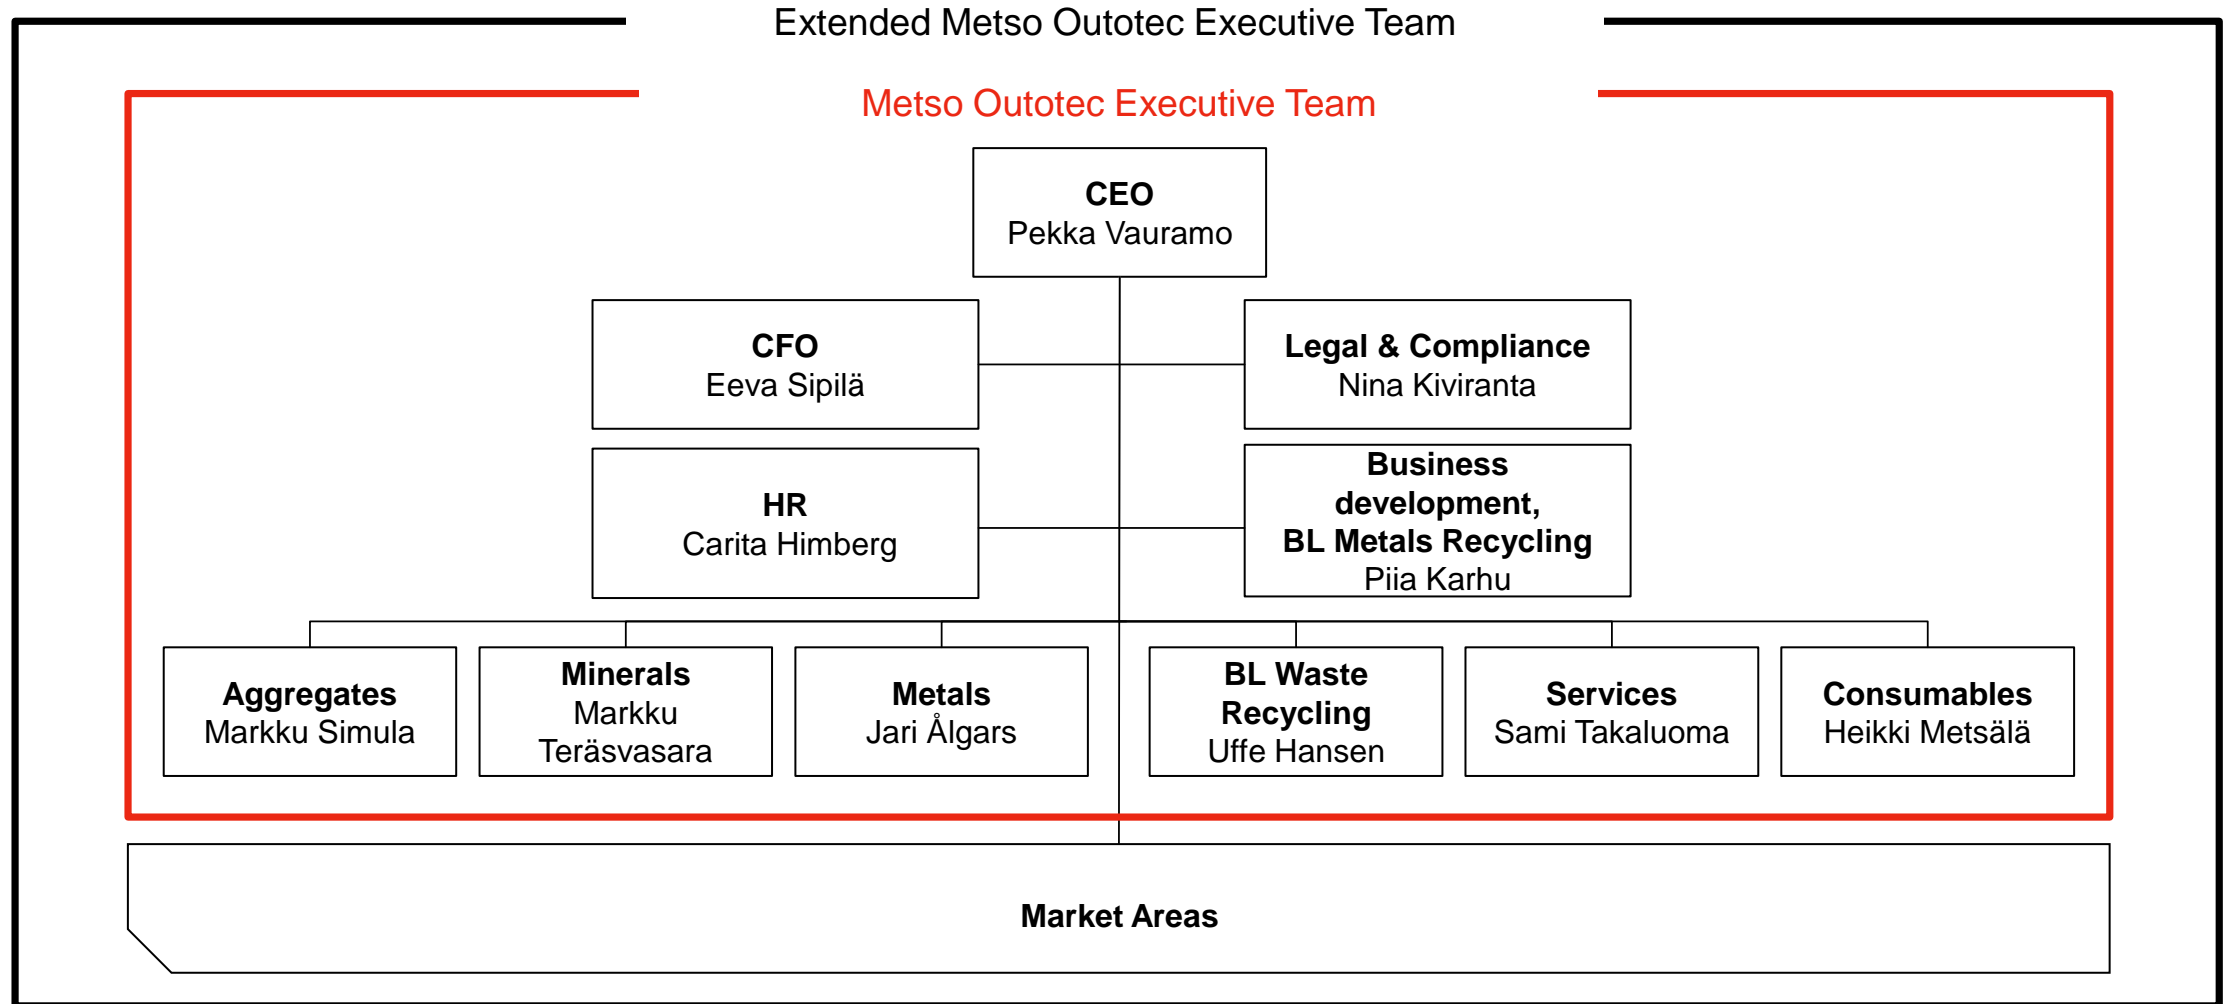 Extended Metso Outotec Executive Team
Metso Outotec Executive Team
CEO
Pekka Vauramo
CFO
Eeva Sipilä
Legal & Compliance
Nina Kiviranta
HR
Carita Himberg
Business
development,
BL Metals Recycling
Piia Karhu
Aggregates
Markku Simula
Minerals
Markku
Teräsvasara
Metals
Jari Ålgars
BL Waste
Recycling
Uffe Hansen
Services
Sami Takaluoma
Consumables
Heikki Metsälä
Market Areas